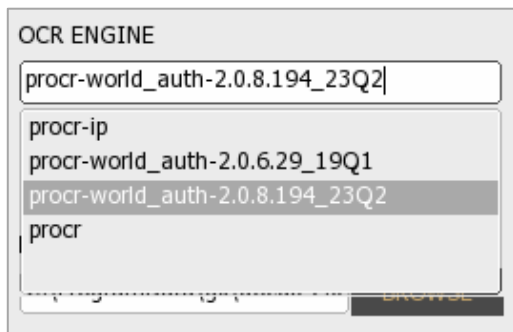 OCR ENGINE
procr-world_auth-2.0.8.194_23Q2
procr-ip
procr-world_auth-2.0.6.29_19Q1
procr-world_auth-2.0.8.194_23Q2
procr
BROWSE